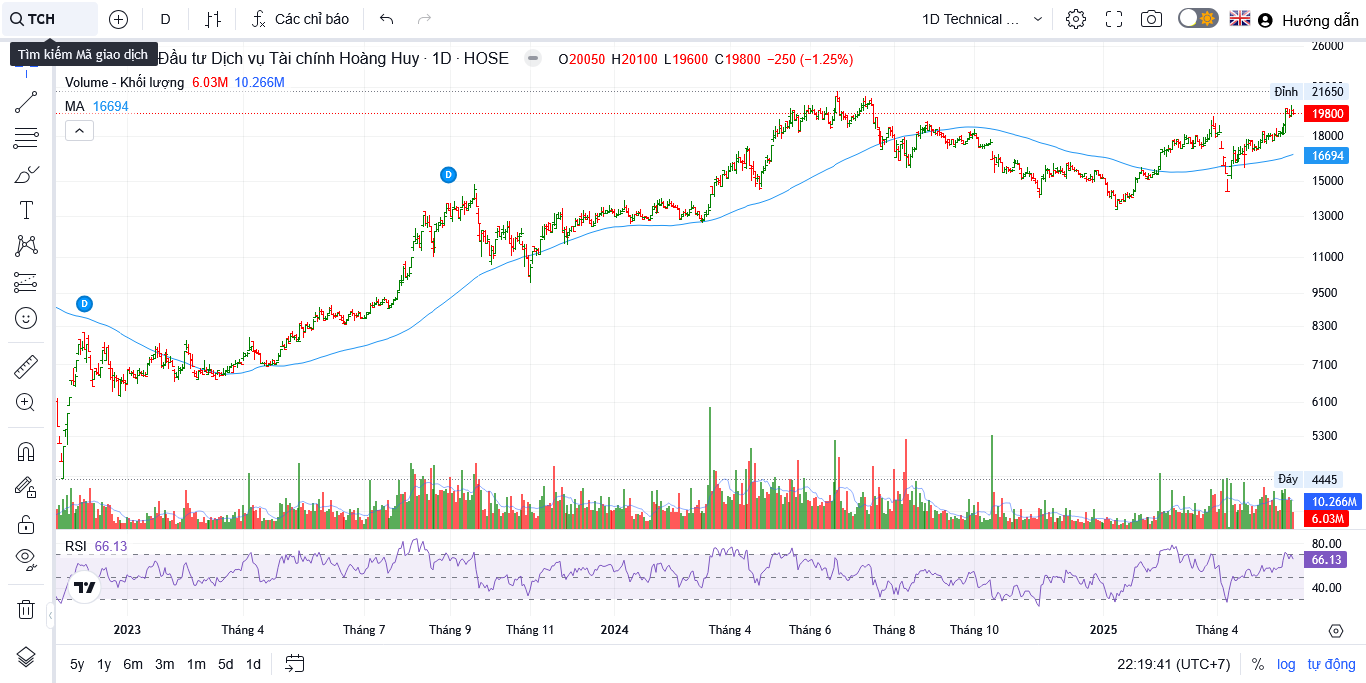 TCH D Các chỉ báo 1D Technical ... Hướng dẫn
Tìm kiếm Mã giao dịch
Đầu tư Dịch vụ Tài chính Hoàng Huy · 1D · HOSE O20050 H20100 L19600 C19800 −250 (−1.25%)
Volume - Khối lượng 6.03M 10.266M
MA 16694
26000
Đỉnh 21650
19800
18000
16694
15000
13000
11000
9500
8300
7100
6100
5300
Đáy 4445
10.266M
6.03M
D
D
RSI 66.13
80.00
66.13
40.00
2023 Tháng 4 Tháng 7 Tháng 9 Tháng 11 2024 Tháng 4 Tháng 6 Tháng 8 Tháng 10 2025 Tháng 4
5y 1y 6m 3m 1m 5d 1d 22:19:41 (UTC+7) % log tự động